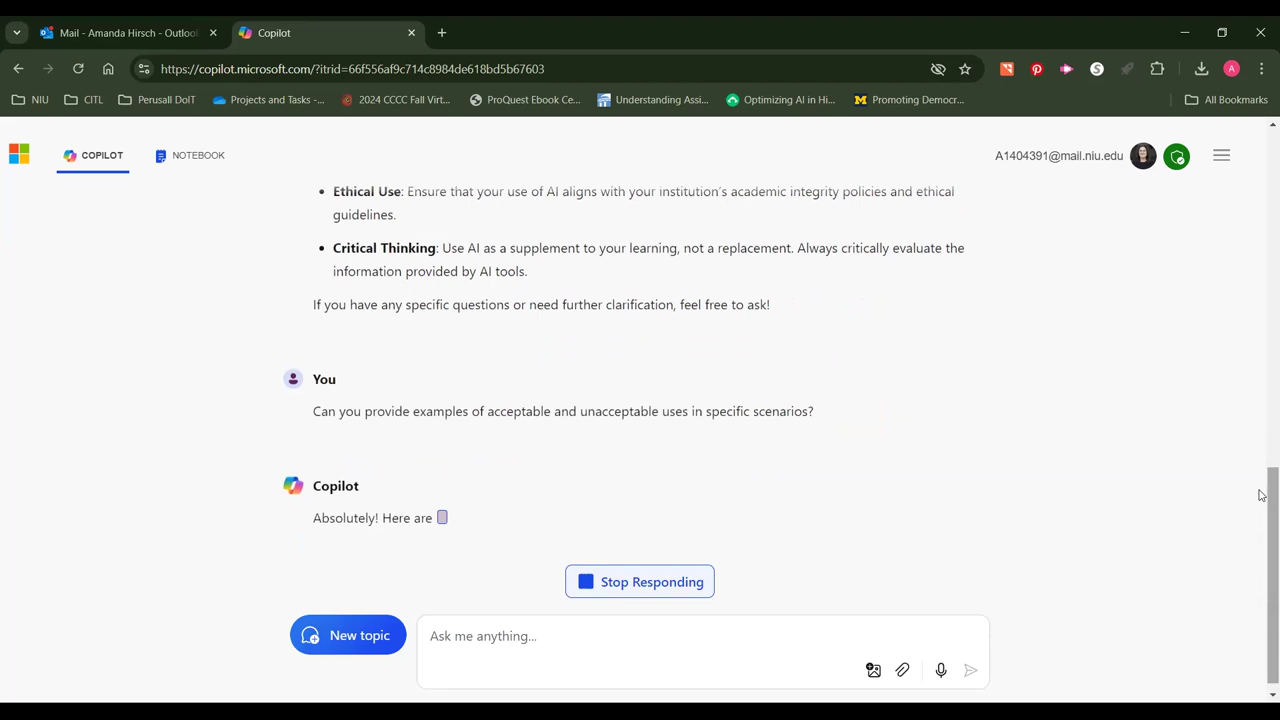 Mail - Amanda Hirsch - Outlook
Copilot
https://copilot.microsoft.com/?itrid=66f556af9c714c8984de618bd5b67603
A
NIU
CITL
Perusall DoIT
Projects and Tasks -...
2024 CCCC Fall Virt...
ProQuest Ebook Ce...
Understanding Assi...
Optimizing AI in Hi...
Promoting Democr...
All Bookmarks
COPILOT
NOTEBOOK
A1404391@mail.niu.edu
• Ethical Use: Ensure that your use of AI aligns with your institution's academic integrity policies and ethical
guidelines.
• Critical Thinking: Use AI as a supplement to your learning, not a replacement. Always critically evaluate the
information provided by AI tools.
If you have any specific questions or need further clarification, feel free to ask!
You
Can you provide examples of acceptable and unacceptable uses in specific scenarios?
Copilot
Absolutely! Here are
Stop Responding
New topic
Ask me anything...